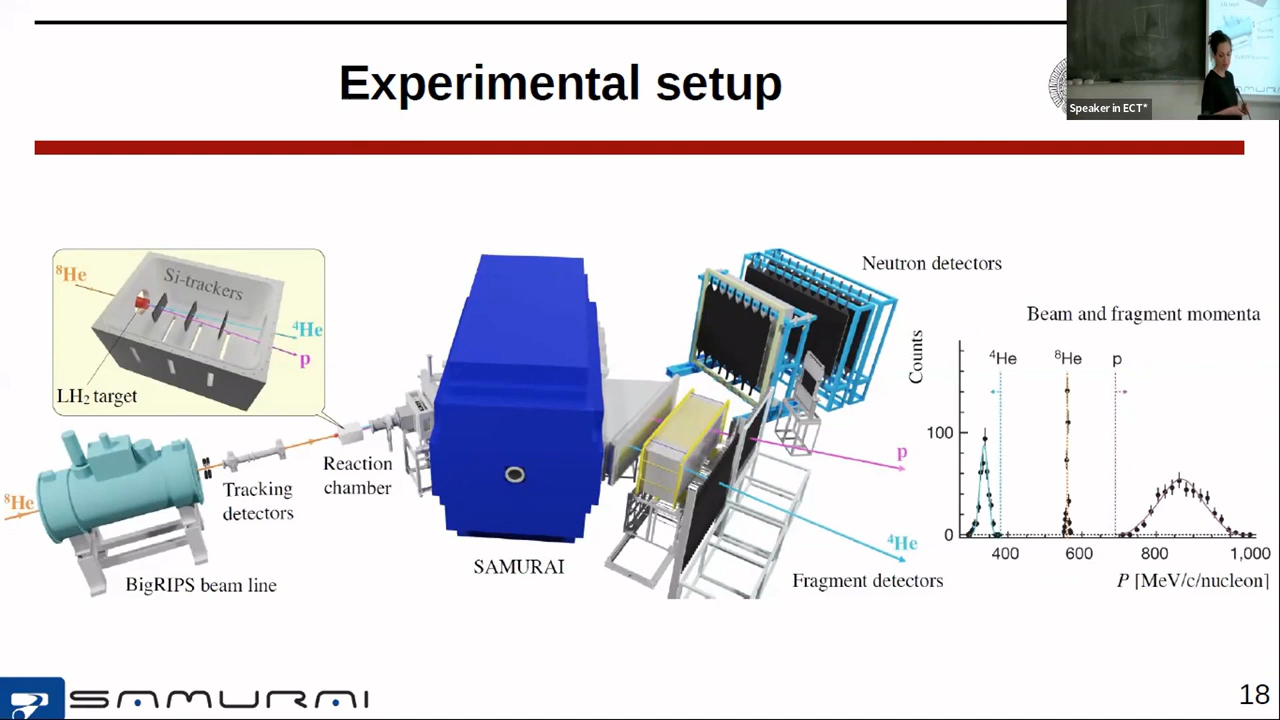 Experimental setup
Speaker in ECT*
⁸He
Si-trackers
⁴He
p
LH₂ target
⁸He
Tracking
detectors
Reaction
chamber
BigRIPS beam line
SAMURAI
Neutron detectors
p
⁴He
Fragment detectors
Beam and fragment momenta
Counts
⁴He
⁸He
p
100
0
400
600
800
1,000
P [MeV/c/nucleon]
SAMURAI
18